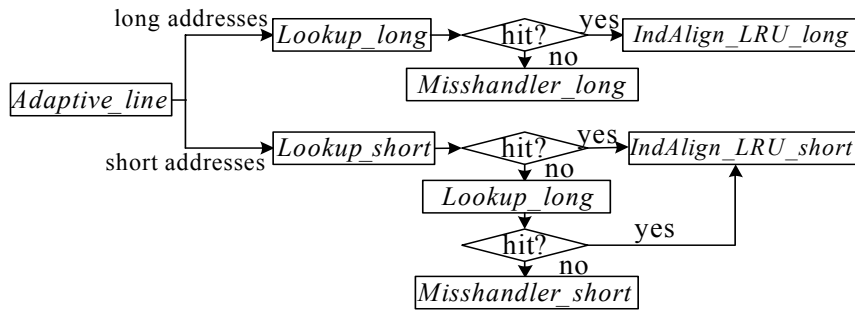 long addresses
Lookup_long
hit?
yes
IndAlign_LRU_long
no
Misshandler_long
Adaptive_line
short addresses
Lookup_short
hit?
yes
IndAlign_LRU_short
no
Lookup_long
hit?
yes
no
Misshandler_short